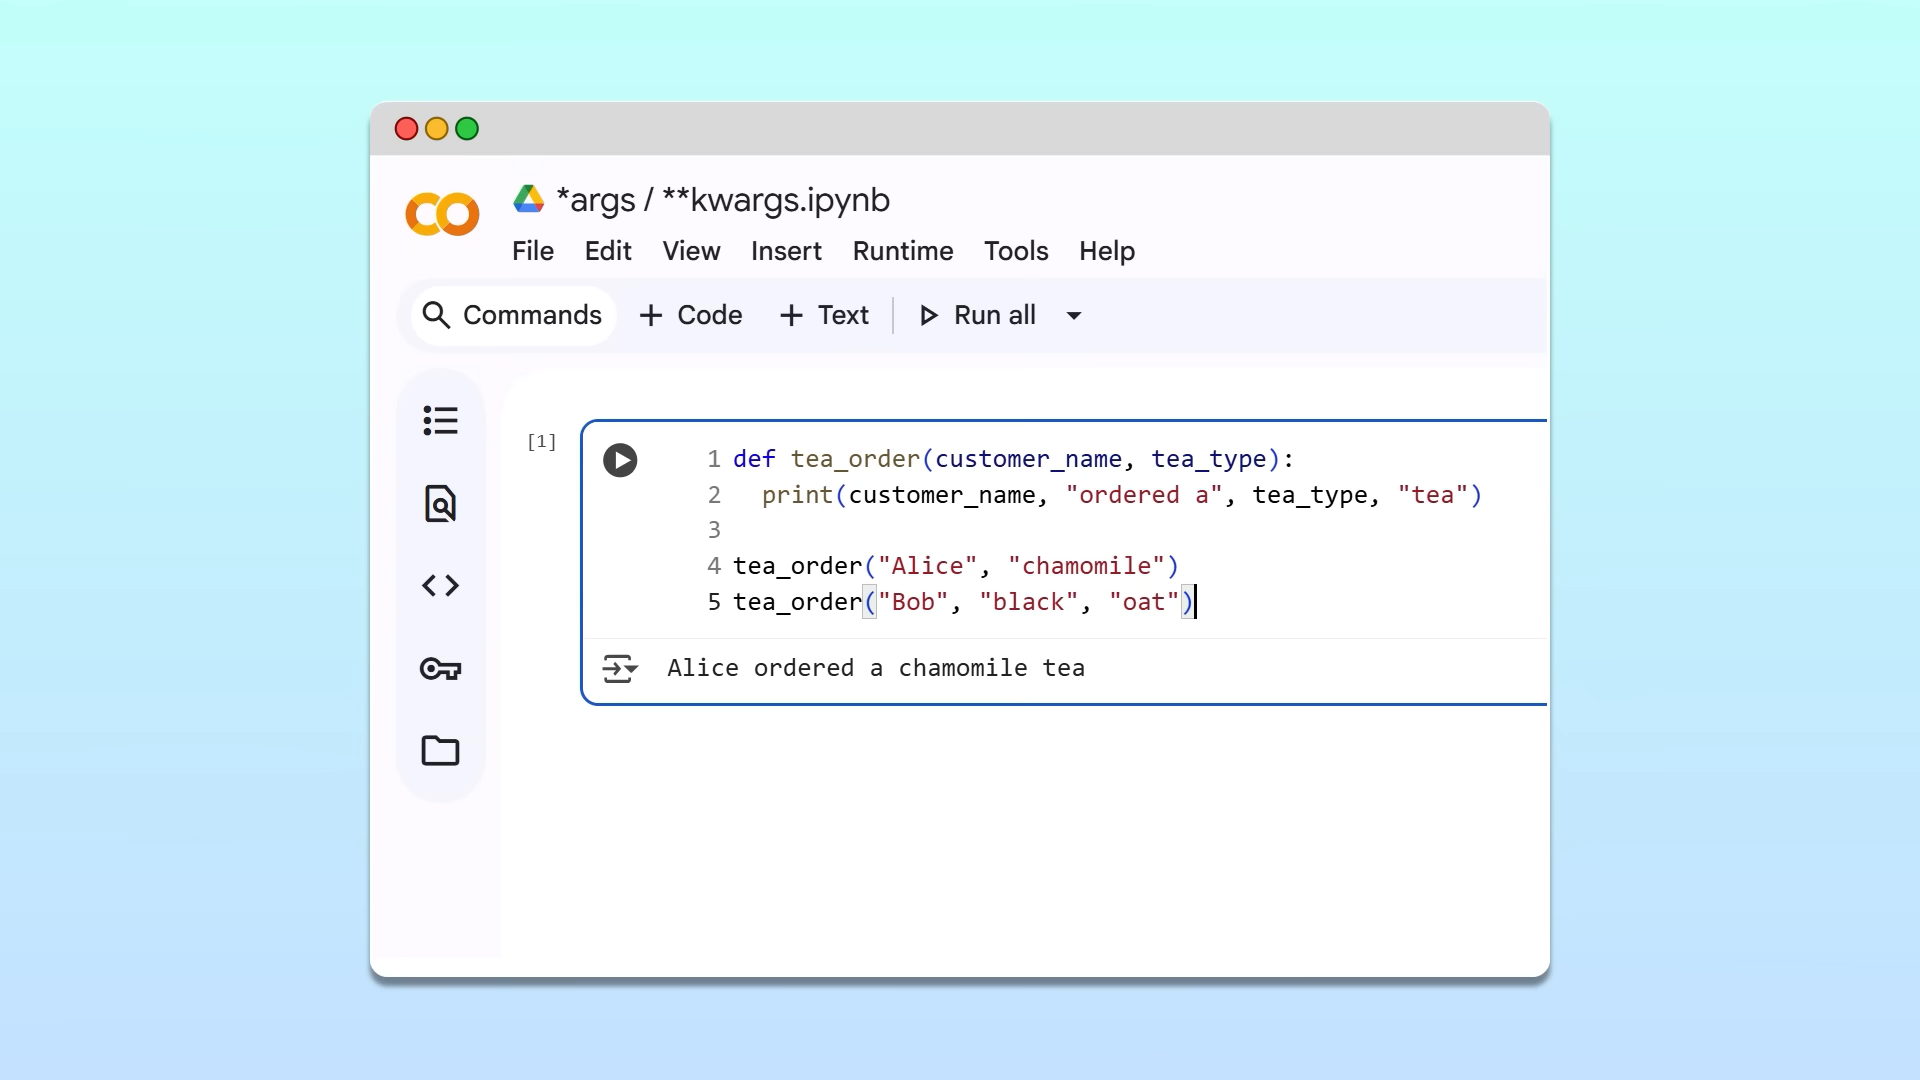 *args / **kwargs.ipynb
File Edit View Insert Runtime Tools Help
Commands + Code + Text Run all
[1]
1 def tea_order(customer_name, tea_type):
2   print(customer_name, "ordered a", tea_type, "tea")
3
4 tea_order("Alice", "chamomile")
5 tea_order("Bob", "black", "oat")
Alice ordered a chamomile tea